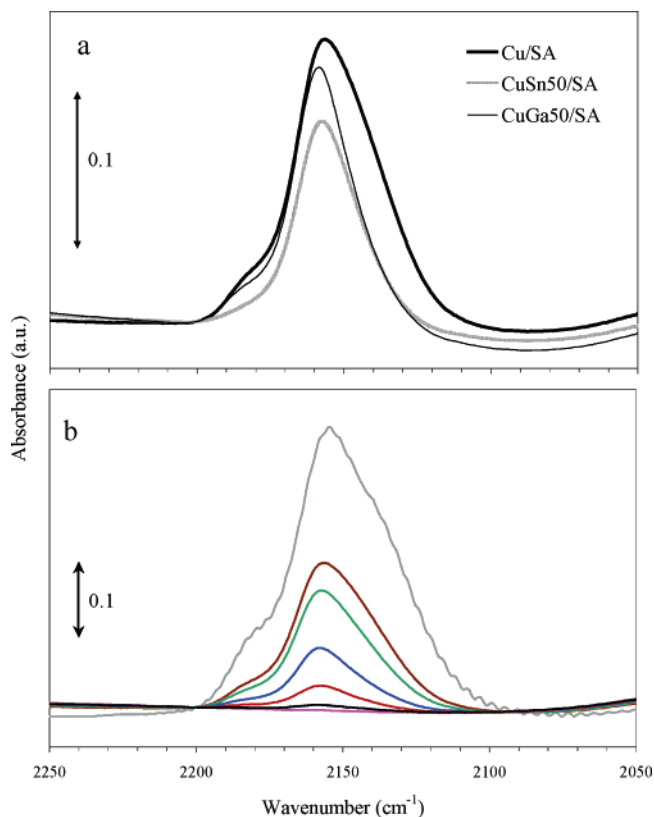 a
Cu/SA
CuSn50/SA
CuGa50/SA
0.1
Absorbance (a.u.)
b
0.1
2250 2200 2150 2100 2050
Wavenumber (cm⁻¹)